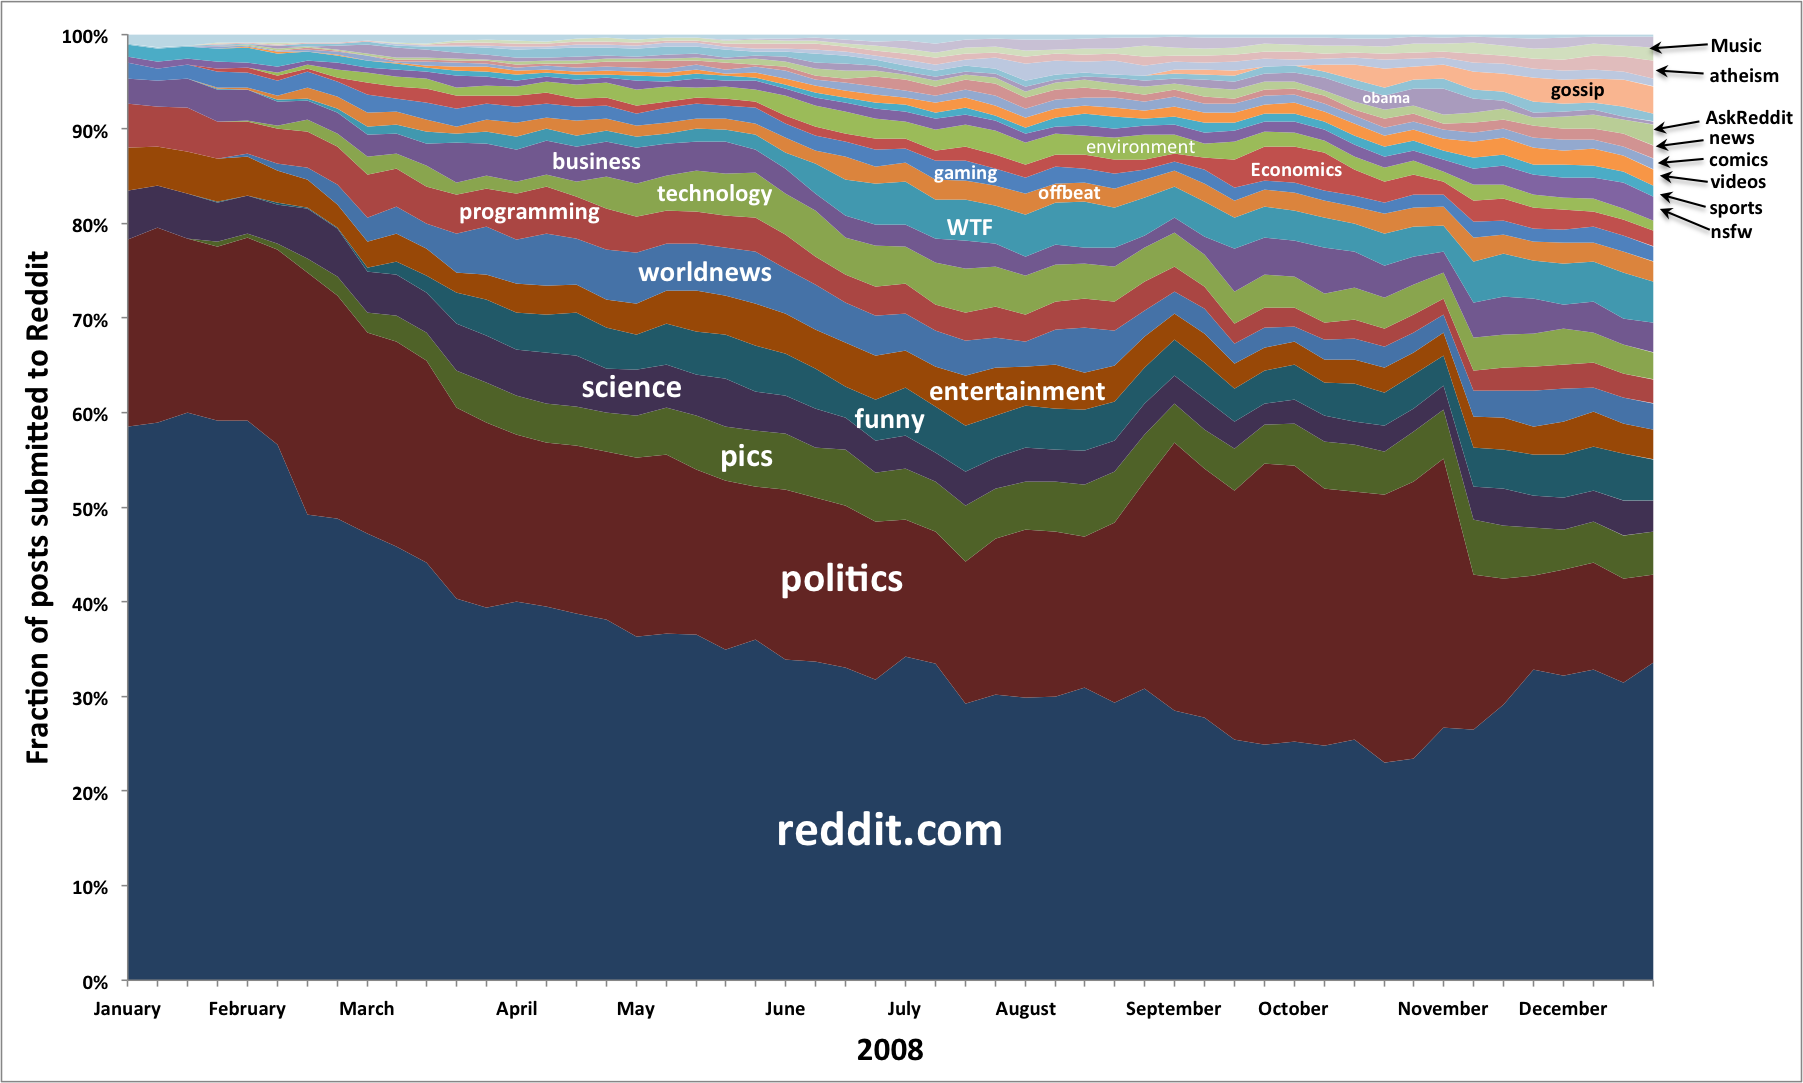 Fraction of posts submitted to Reddit
100%
90%
80%
70%
60%
50%
40%
30%
20%
10%
0%
Music
atheism
obama
gossip
AskReddit
news
comics
videos
sports
nsfw
environment
business
gaming
Economics
technology
offbeat
programming
WTF
worldnews
science
entertainment
funny
pics
politics
reddit.com
January
February
March
April
May
June
July
August
September
October
November
December
2008